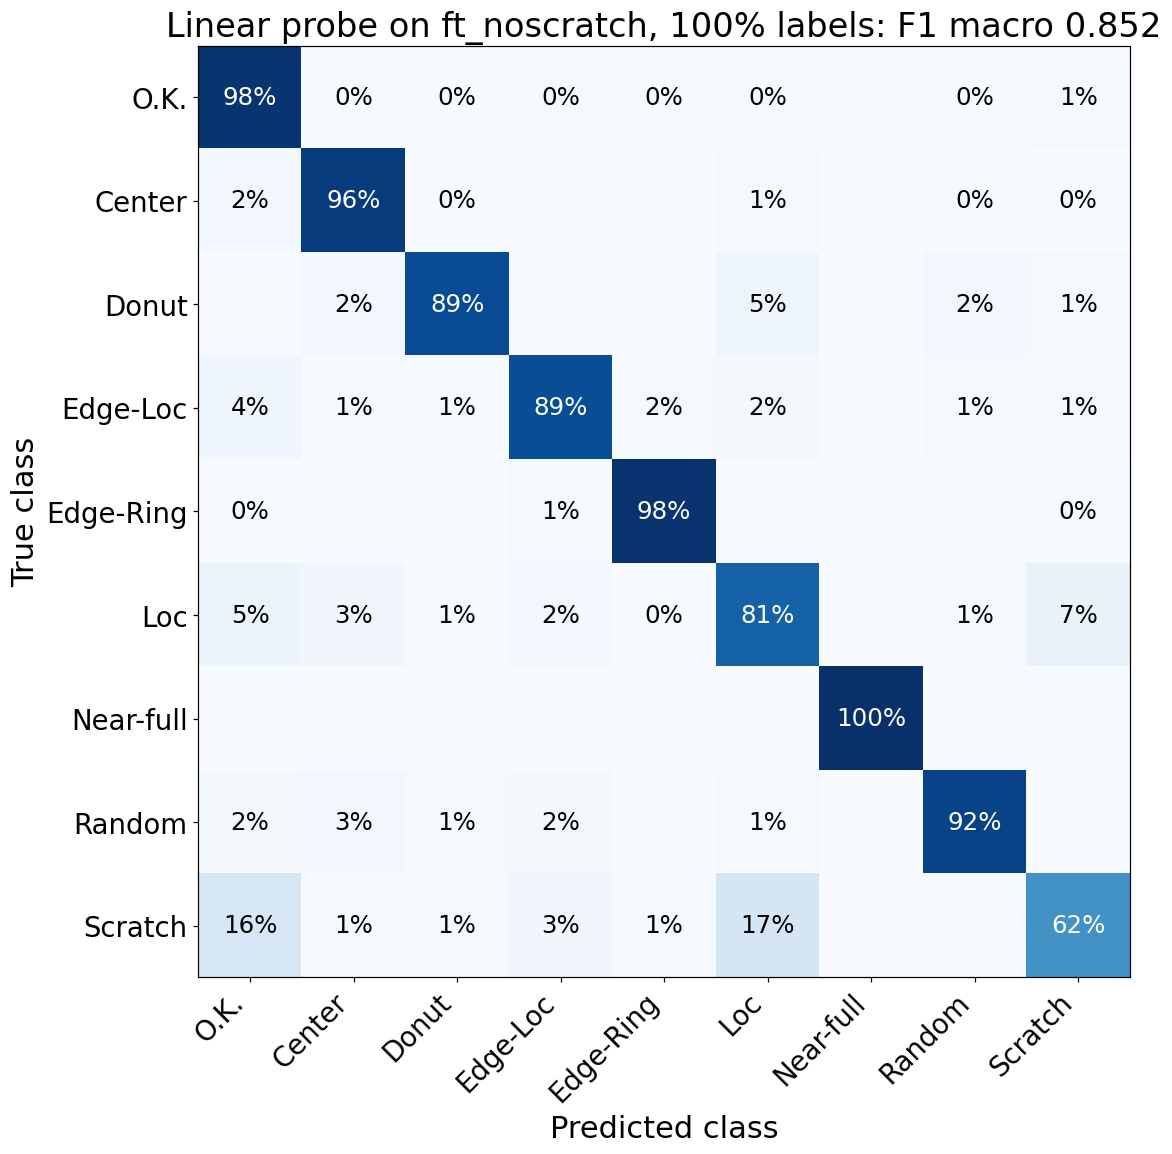 Linear probe on ft_noscratch, 100% labels: F1 macro 0.852
O.K. 98% 0% 0% 0% 0% 0% 0% 1%
Center 2% 96% 0% 1% 0% 0%
Donut 2% 89% 5% 2% 1%
Edge-Loc 4% 1% 1% 89% 2% 2% 1% 1%
Edge-Ring 0% 1% 98% 0%
Loc 5% 3% 1% 2% 0% 81% 1% 7%
Near-full 100%
Random 2% 3% 1% 2% 1% 92%
Scratch 16% 1% 1% 3% 1% 17% 62%
True class
O.K. Center Donut Edge-Loc Edge-Ring Loc Near-full Random Scratch
Predicted class